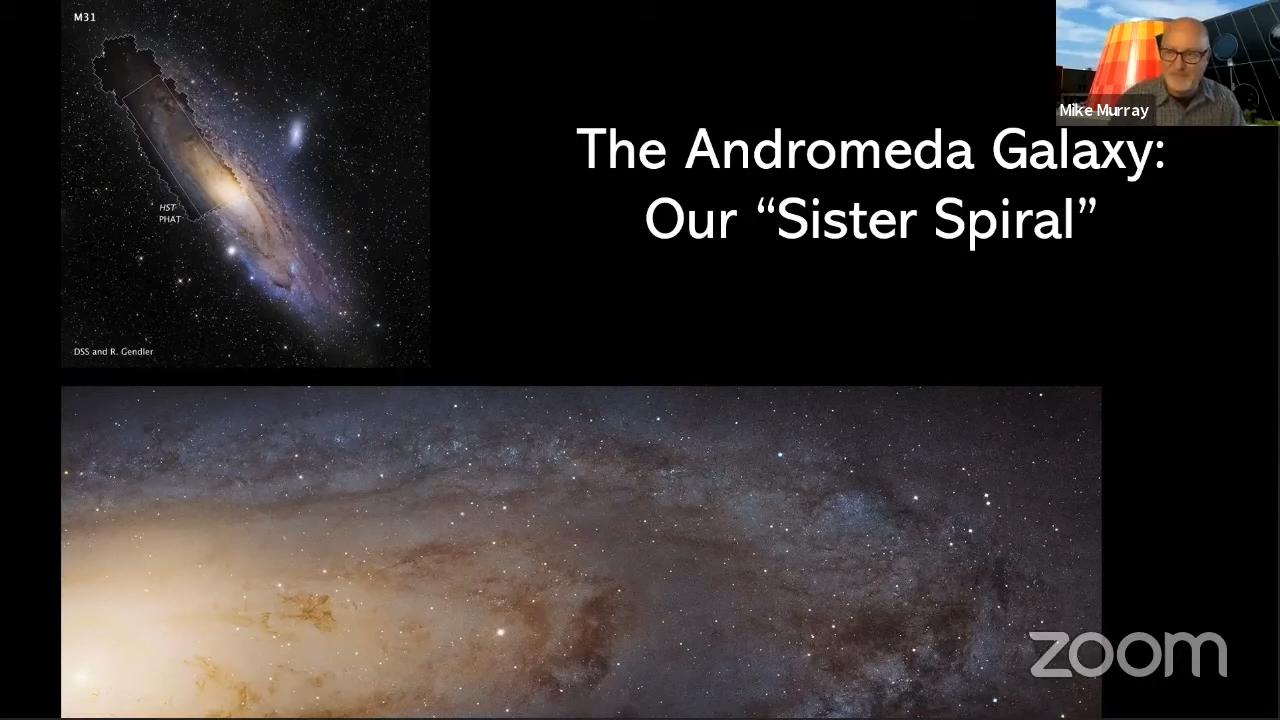 M31
Mike Murray
The Andromeda Galaxy:
Our “Sister Spiral”
HST
PHAT
DSS and R. Gendler
zoom